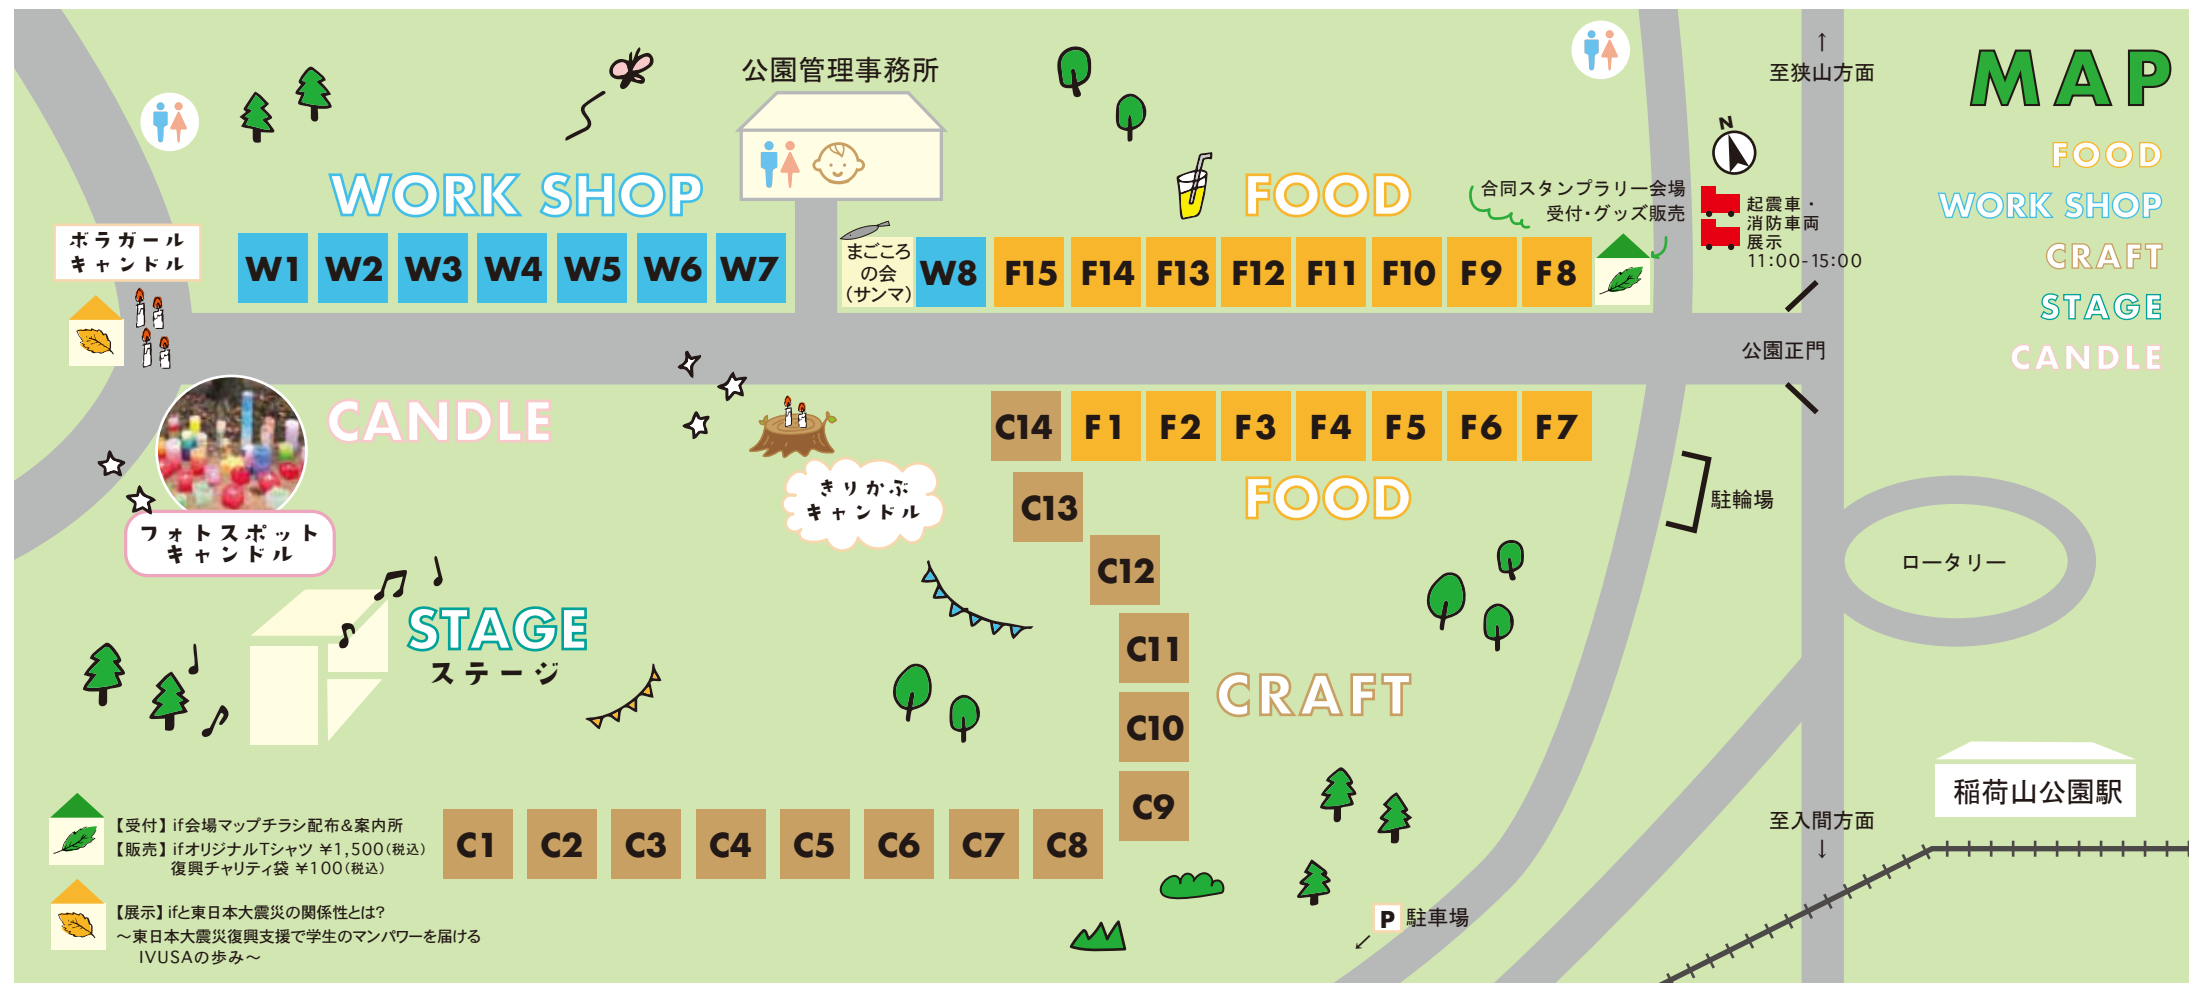 MAP
FOOD
WORK SHOP
CRAFT
STAGE
CANDLE
↑
至狭山方面
N
起震車・
消防車両
展示
11:00-15:00
公園管理事務所
WORK SHOP
FOOD
合同スタンプラリー会場
受付・グッズ販売
ボラガール
キャンドル
W1 W2 W3 W4 W5 W6 W7
まごころ
の会
(サンマ)
W8 F15 F14 F13 F12 F11 F10 F9 F8
公園正門
CANDLE
C14 F1 F2 F3 F4 F5 F6 F7
FOOD
きりかぶ
キャンドル
フォトスポット
キャンドル
C13
駐輪場
C12
ロータリー
STAGE
ステージ
C11
CRAFT
C10
C9
稲荷山公園駅
至入間方面
↓
C1 C2 C3 C4 C5 C6 C7 C8
P 駐車場
【受付】if会場マップチラシ配布&案内所
【販売】ifオリジナルTシャツ ¥1,500(税込)
復興チャリティ袋 ¥100(税込)
【展示】ifと東日本大震災の関係性とは?
~東日本大震災復興支援で学生のマンパワーを届ける
IVUSAの歩み~